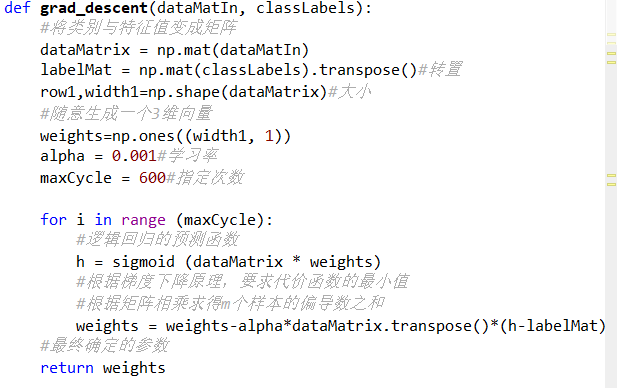 def grad_descent(dataMatIn, classLabels):
    #将类别与特征值变成矩阵
    dataMatrix = np.mat(dataMatIn)
    labelMat = np.mat(classLabels).transpose()#转置
    row1,width1=np.shape(dataMatrix)#大小
    #随意生成一个3维向量
    weights=np.ones((width1, 1))
    alpha = 0.001#学习率
    maxCycle = 600#指定次数

    for i in range (maxCycle):
        #逻辑回归的预测函数
        h = sigmoid (dataMatrix * weights)
        #根据梯度下降原理，要求代价函数的最小值
        #根据矩阵相乘求得m个样本的偏导数之和
        weights = weights-alpha*dataMatrix.transpose()*(h-labelMat)
    #最终确定的参数
    return weights